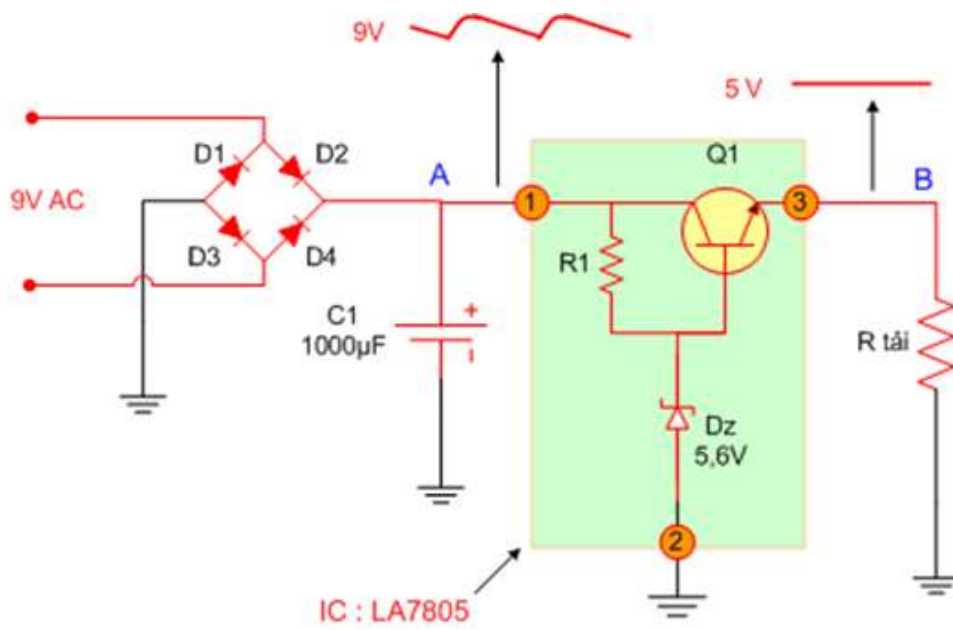 9V
5 V
D1
D2
Q1
9V AC
A
B
1
3
D3
D4
R1
C1
1000µF
+
R tải
Dz
5,6V
2
IC : LA7805